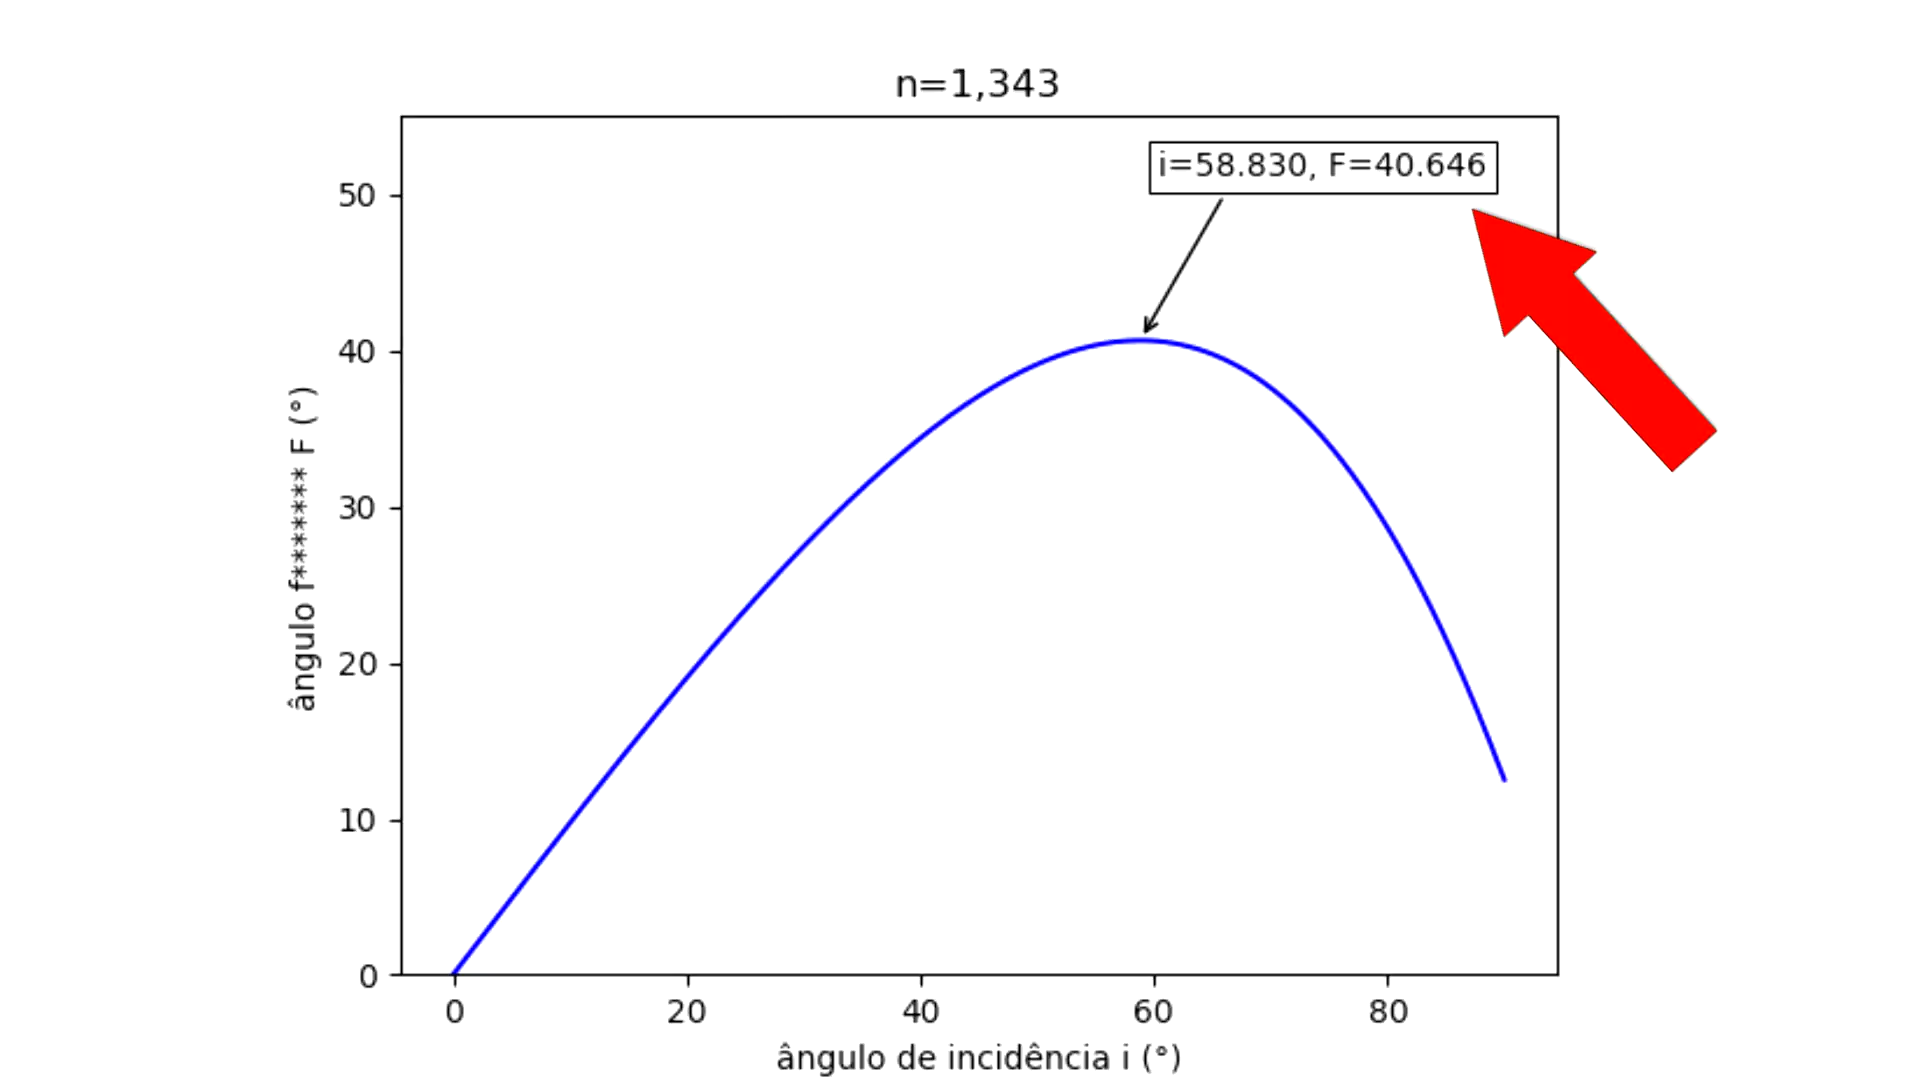 n=1,343
i=58.830, F=40.646
50
40
30
20
10
0
ângulo f******** F (°)
0 20 40 60 80
ângulo de incidência i (°)